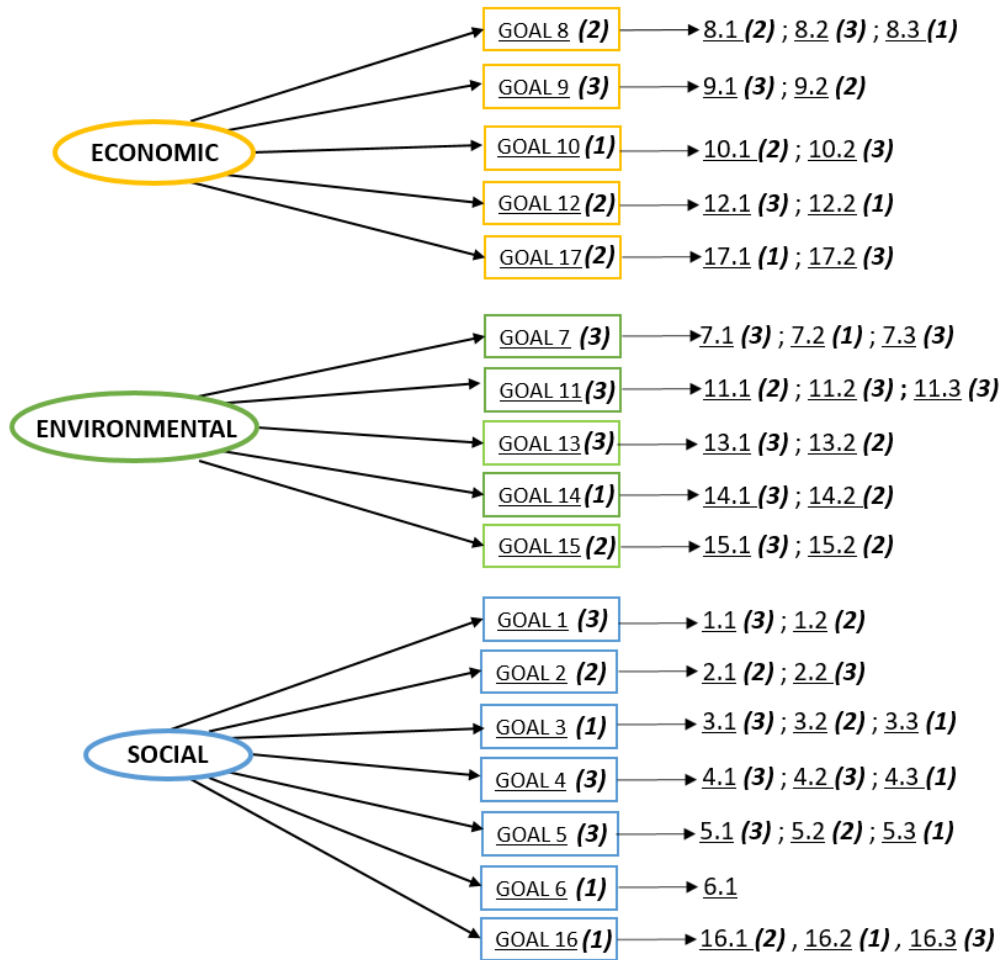 GOAL 8 (2) 8.1 (2) ; 8.2 (3) ; 8.3 (1)
GOAL 9 (3) 9.1 (3) ; 9.2 (2)
ECONOMIC
GOAL 10 (1) 10.1 (2) ; 10.2 (3)
GOAL 12 (2) 12.1 (3) ; 12.2 (1)
GOAL 17 (2) 17.1 (1) ; 17.2 (3)
GOAL 7 (3) 7.1 (3) ; 7.2 (1) ; 7.3 (3)
GOAL 11 (3) 11.1 (2) ; 11.2 (3) ; 11.3 (3)
ENVIRONMENTAL
GOAL 13 (3) 13.1 (3) ; 13.2 (2)
GOAL 14 (1) 14.1 (3) ; 14.2 (2)
GOAL 15 (2) 15.1 (3) ; 15.2 (2)
GOAL 1 (3) 1.1 (3) ; 1.2 (2)
GOAL 2 (2) 2.1 (2) ; 2.2 (3)
GOAL 3 (1) 3.1 (3) ; 3.2 (2) ; 3.3 (1)
SOCIAL
GOAL 4 (3) 4.1 (3) ; 4.2 (3) ; 4.3 (1)
GOAL 5 (3) 5.1 (3) ; 5.2 (2) ; 5.3 (1)
GOAL 6 (1) 6.1
GOAL 16 (1) 16.1 (2) , 16.2 (1) , 16.3 (3)